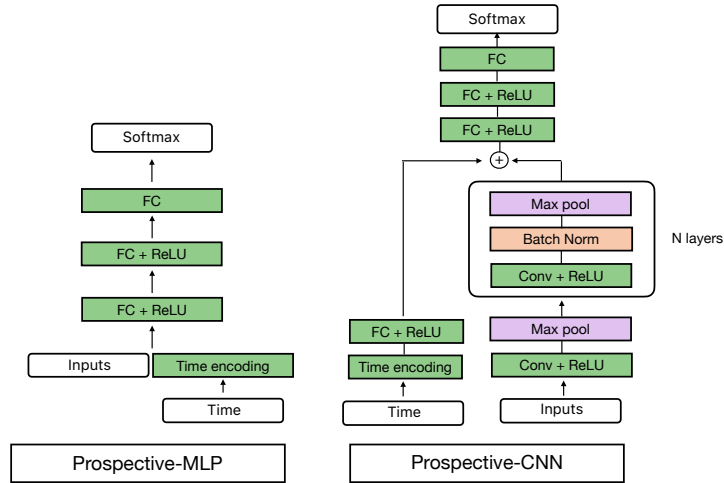 Softmax
FC
FC + ReLU
FC + ReLU
Inputs
Time encoding
Time
Prospective-MLP
Softmax
FC
FC + ReLU
FC + ReLU
+
Max pool
Batch Norm
Conv + ReLU
N layers
FC + ReLU
Time encoding
Time
Max pool
Conv + ReLU
Inputs
Prospective-CNN